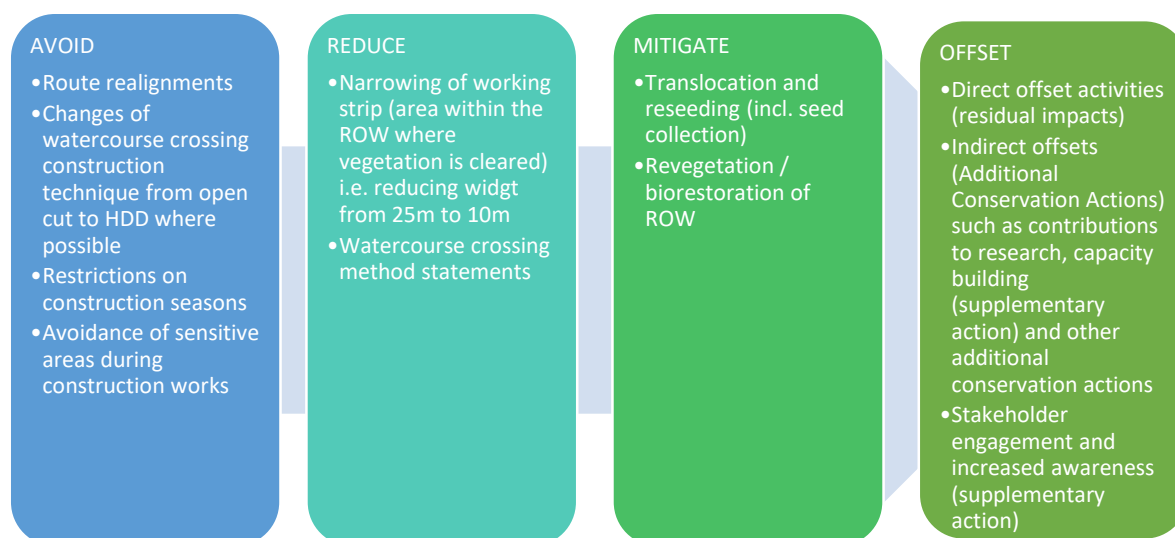 AVOID
•Route realignments
•Changes of
watercourse crossing
construction
technique from open
cut to HDD where
possible
•Restrictions on
construction seasons
•Avoidance of sensitive
areas during
construction works
REDUCE
•Narrowing of working
strip (area within the
ROW where
vegetation is cleared)
i.e. reducing widgt
from 25m to 10m
•Watercourse crossing
method statements
MITIGATE
•Translocation and
reseeding (incl. seed
collection)
•Revegetation /
biorestoration of
ROW
OFFSET
•Direct offset activities
(residual impacts)
•Indirect offsets
(Additional
Conservation Actions)
such as contributions
to research, capacity
building
(supplementary
action) and other
additional
conservation actions
•Stakeholder
engagement and
increased awareness
(supplementary
action)